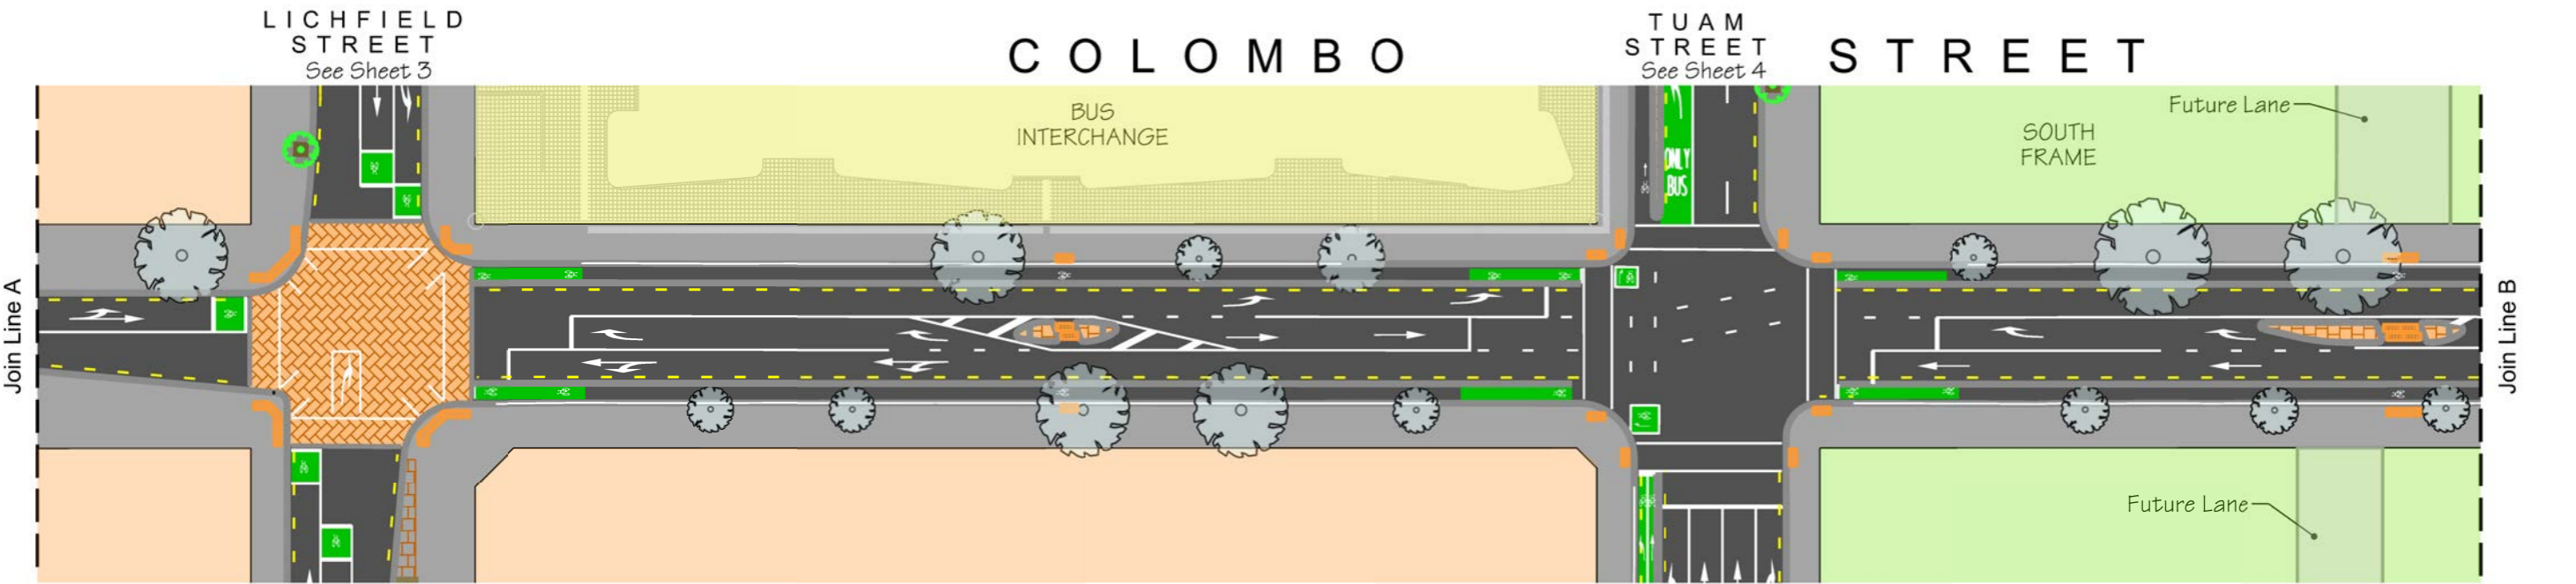 LICHFIELD
STREET
See Sheet 3
COLOMBO
TUAM
STREET
See Sheet 4
STREET
BUS
INTERCHANGE
ONLY
BUS
SOUTH
FRAME
Future Lane
Join Line A
Join Line B
Future Lane